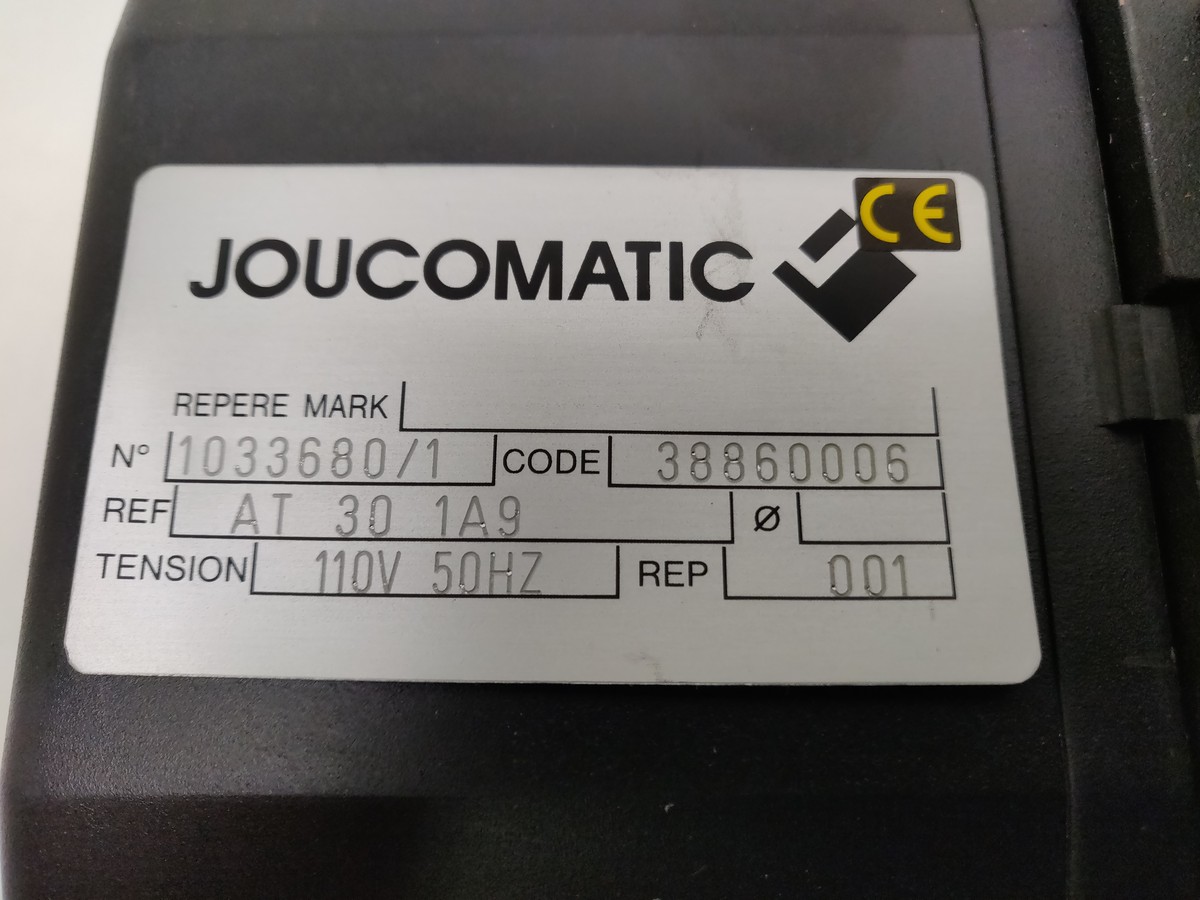 CE
JOUCOMATIC
REPERE MARK
N° 1033680/1 CODE 38860006
REF AT 30 1A9 Ø
TENSION 110V 50HZ REP 001